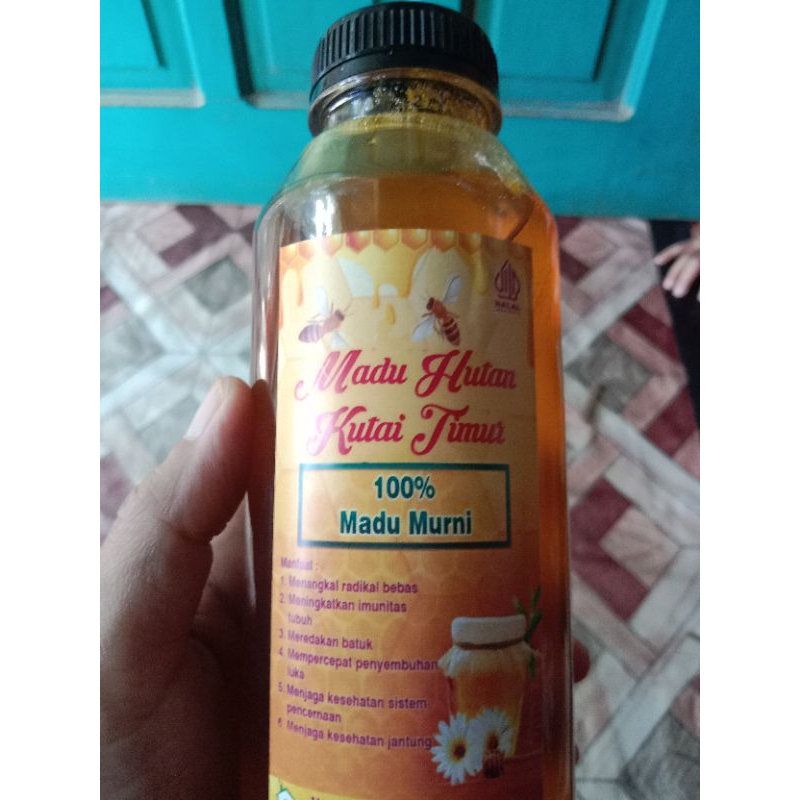 HALAL
Madu Hutan
Kutai Timur
100%
Madu Murni
Manfaat :
1. Menangkal radikal bebas
2. Meningkatkan imunitas
tubuh
3. Meredakan batuk
4. Mempercepat penyembuhan
luka
5. Menjaga kesehatan sistem
pencernaan
6. Menjaga kesehatan jantung